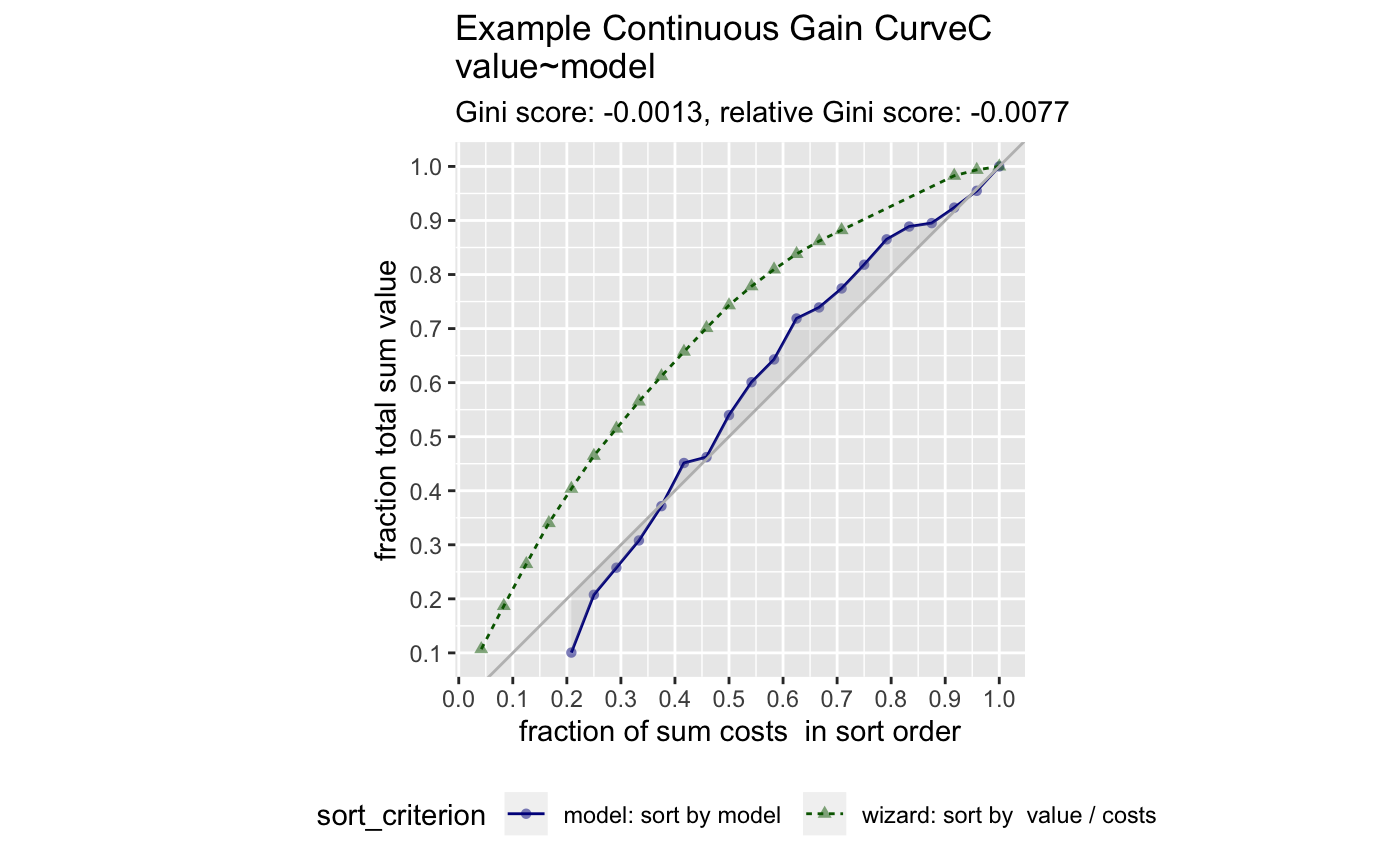 Example Continuous Gain CurveC
value~model
Gini score: -0.0013, relative Gini score: -0.0077
fraction total sum value
1.0
0.9
0.8
0.7
0.6
0.5
0.4
0.3
0.2
0.1
0.0 0.1 0.2 0.3 0.4 0.5 0.6 0.7 0.8 0.9 1.0
fraction of sum costs  in sort order
sort_criterion model: sort by model wizard: sort by  value / costs